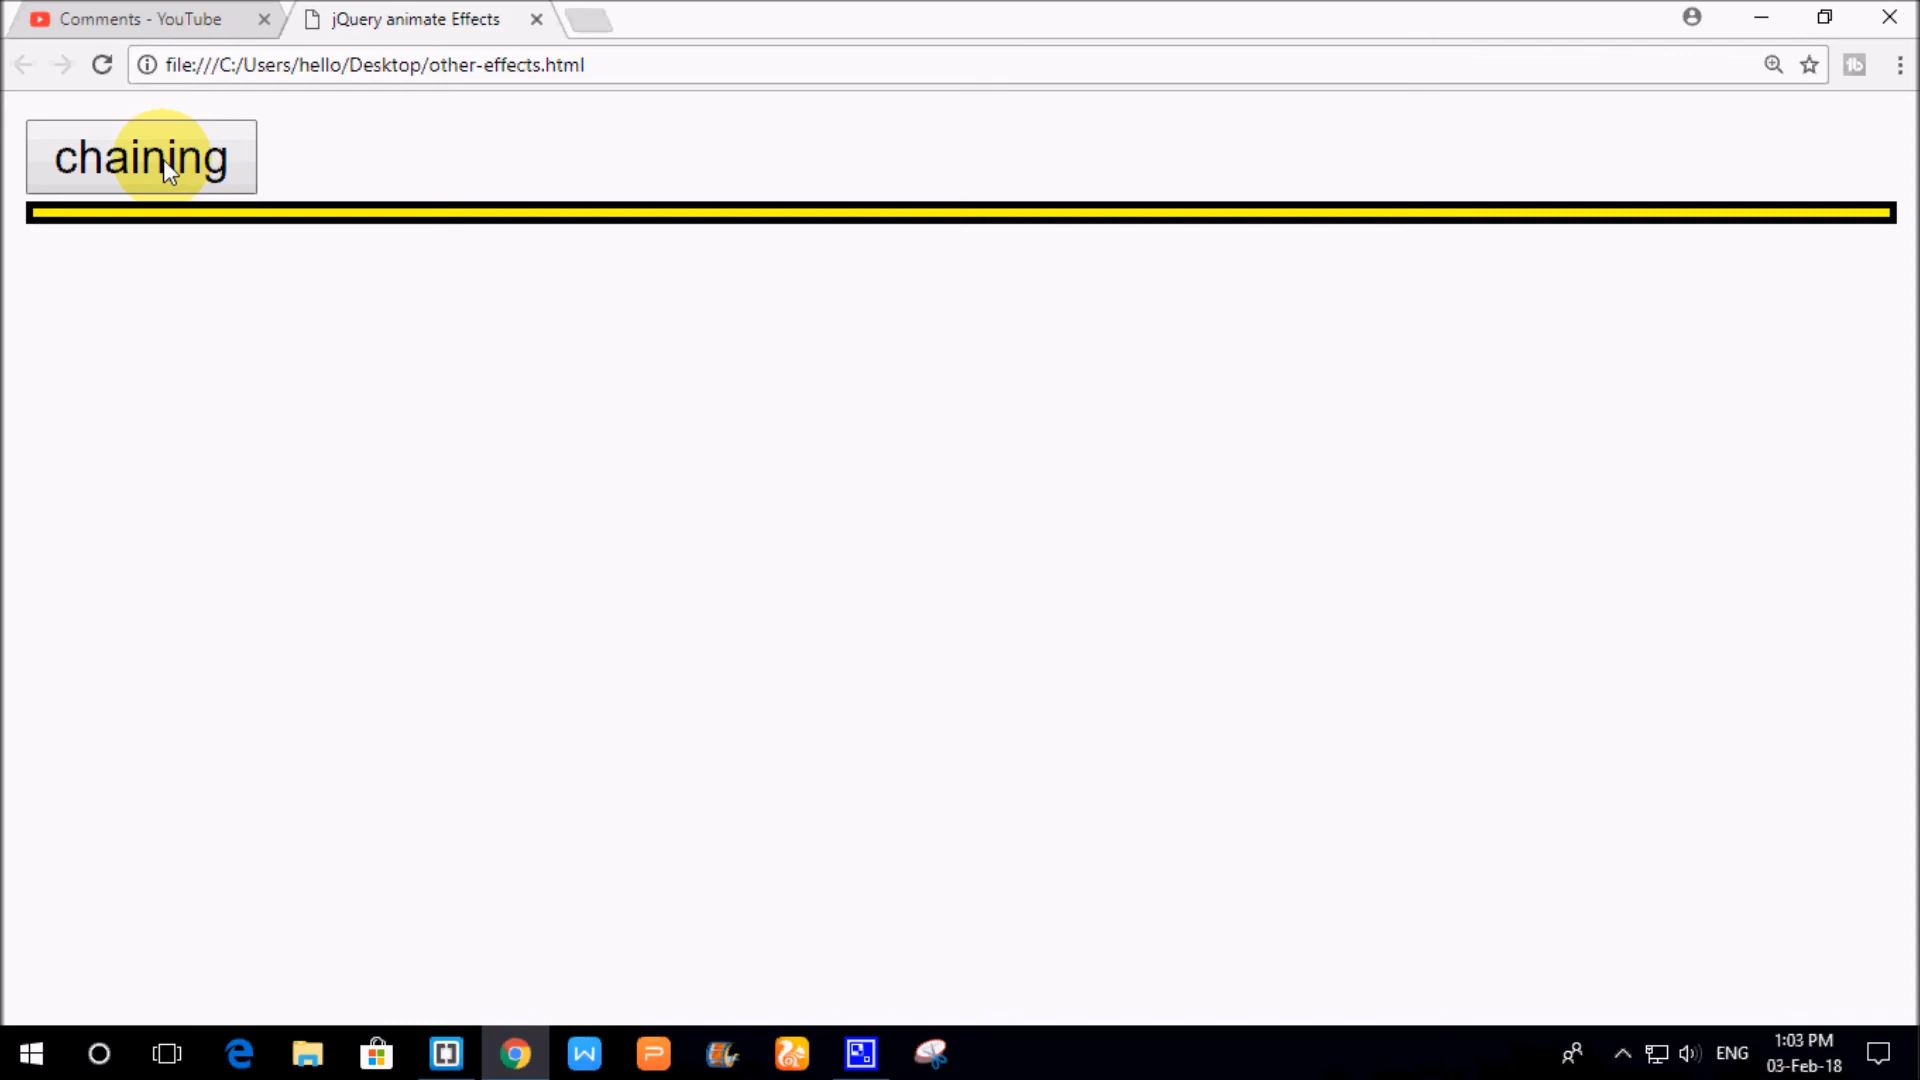 Comments - YouTube
jQuery animate Effects
file:///C:/Users/hello/Desktop/other-effects.html
chaining
ENG
1:03 PM
03-Feb-18